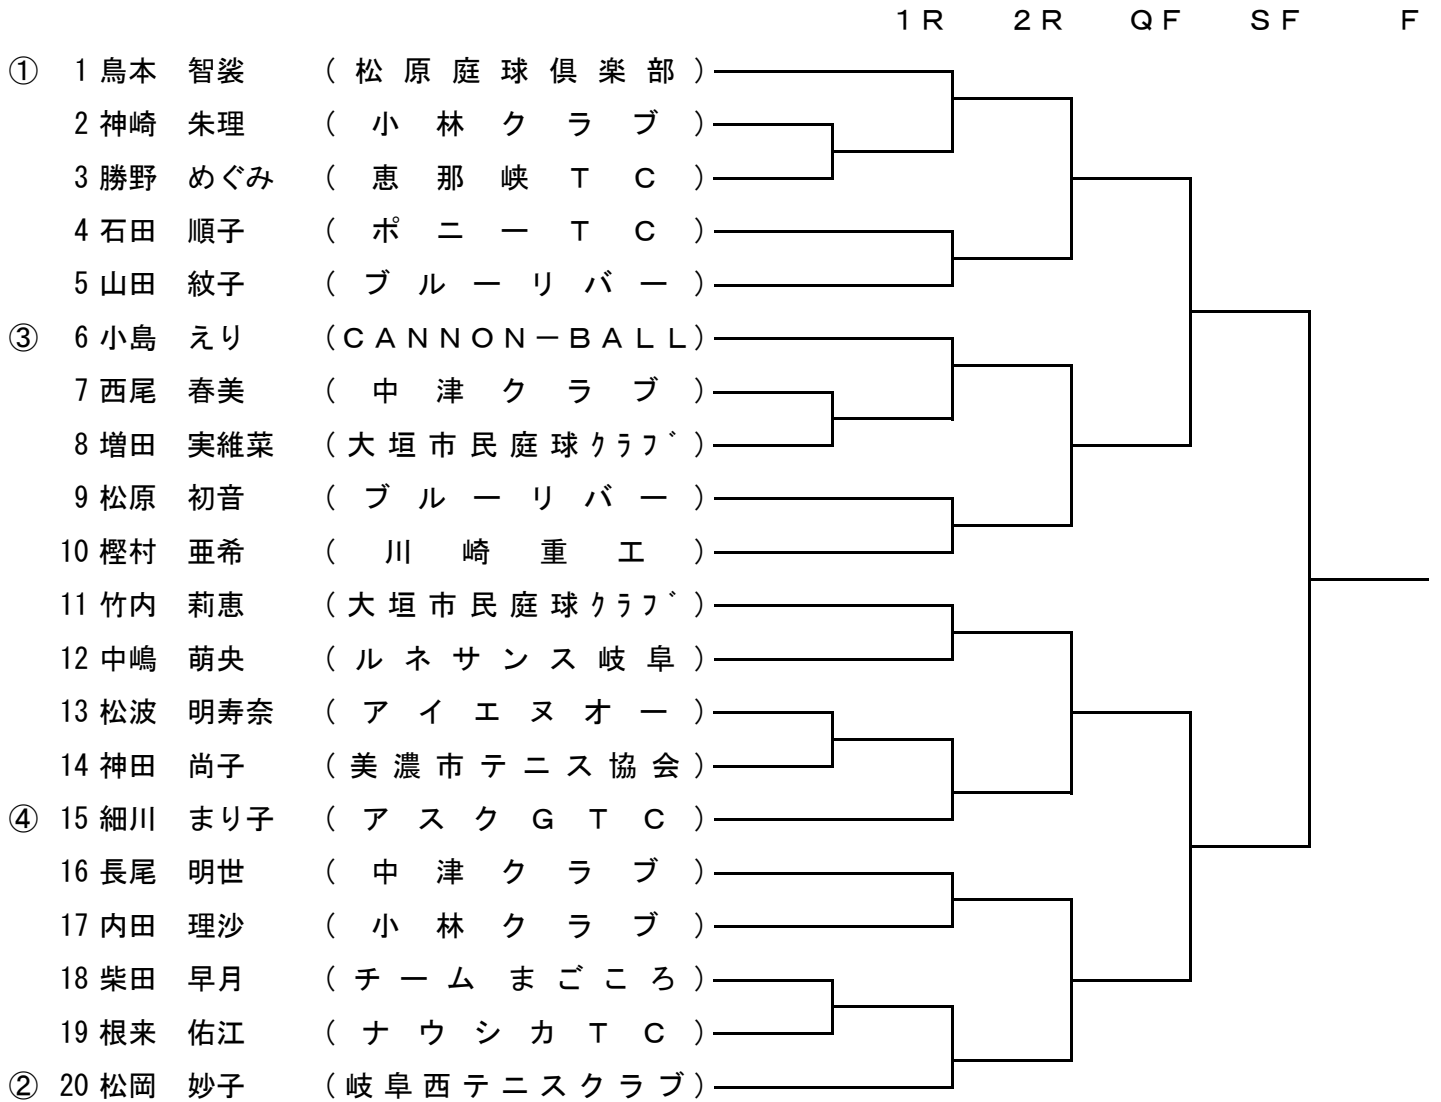 １Ｒ ２Ｒ ＱＦ ＳＦ Ｆ
① 1 鳥本 智裟 (松原庭球倶楽部)
2 神崎 朱理 (小林クラブ)
3 勝野 めぐみ (恵那峡ＴＣ)
4 石田 順子 (ポニーＴＣ)
5 山田 紋子 (ブルーリバー)
③ 6 小島 えり (ＣＡＮＮＯＮ－ＢＡＬＬ)
7 西尾 春美 (中津クラブ)
8 増田 実維菜 (大垣市民庭球ｸﾗﾌﾞ)
9 松原 初音 (ブルーリバー)
10 樫村 亜希 (川崎重工)
11 竹内 莉恵 (大垣市民庭球ｸﾗﾌﾞ)
12 中嶋 萌央 (ルネサンス岐阜)
13 松波 明寿奈 (アイエヌオー)
14 神田 尚子 (美濃市テニス協会)
④ 15 細川 まり子 (アスクＧＴＣ)
16 長尾 明世 (中津クラブ)
17 内田 理沙 (小林クラブ)
18 柴田 早月 (チーム まごころ)
19 根来 佑江 (ナウシカＴＣ)
② 20 松岡 妙子 (岐阜西テニスクラブ)